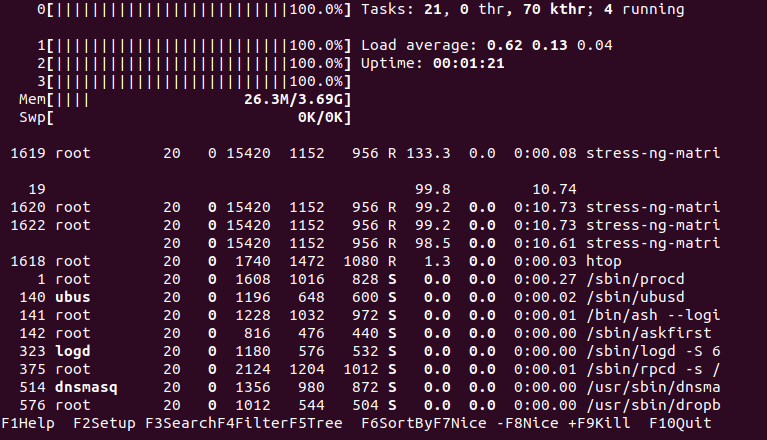 0[||||||||||||||||||||||||||100.0%] Tasks: 21, 0 thr, 70 kthr; 4 running
1[||||||||||||||||||||||||||100.0%] Load average: 0.62 0.13 0.04
2[||||||||||||||||||||||||||100.0%] Uptime: 00:01:21
3[||||||||||||||||||||||||||100.0%]
Mem[|||| 26.3M/3.69G]
Swp[ 0K/0K]
1619 root 20 0 15420 1152 956 R 133.3 0.0 0:00.08 stress-ng-matri
19 99.8 10.74
1620 root 20 0 15420 1152 956 R 99.2 0.0 0:10.73 stress-ng-matri
1622 root 20 0 15420 1152 956 R 99.2 0.0 0:10.73 stress-ng-matri
20 0 15420 1152 956 R 98.5 0.0 0:10.61 stress-ng-matri
1618 root 20 0 1740 1472 1080 R 1.3 0.0 0:00.03 htop
1 root 20 0 1608 1016 828 S 0.0 0.0 0:00.27 /sbin/procd
140 ubus 20 0 1196 648 600 S 0.0 0.0 0:00.02 /sbin/ubusd
141 root 20 0 1228 1032 972 S 0.0 0.0 0:00.01 /bin/ash --logi
142 root 20 0 816 476 440 S 0.0 0.0 0:00.00 /sbin/askfirst
323 logd 20 0 1180 576 532 S 0.0 0.0 0:00.00 /sbin/logd -S 6
375 root 20 0 2124 1204 1012 S 0.0 0.0 0:00.01 /sbin/rpcd -s /
514 dnsmasq 20 0 1356 980 872 S 0.0 0.0 0:00.00 /usr/sbin/dnsma
576 root 20 0 1012 544 504 S 0.0 0.0 0:00.00 /usr/sbin/dropb
F1Help F2Setup F3SearchF4FilterF5Tree F6SortByF7Nice -F8Nice +F9Kill F10Quit